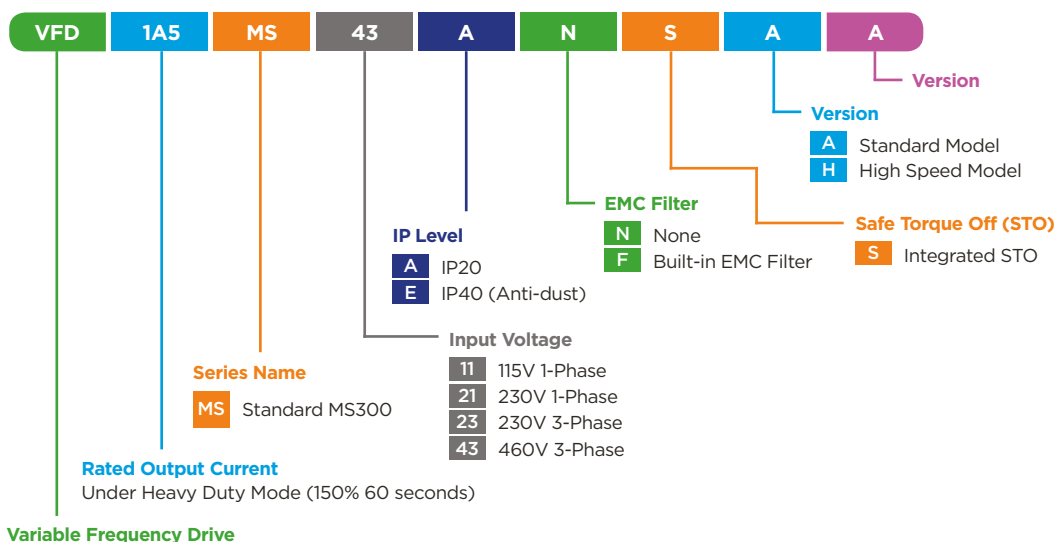 VFD 1A5 MS 43 A N S A A
Version
Version
A Standard Model
H High Speed Model
EMC Filter
N None
F Built-in EMC Filter
Safe Torque Off (STO)
S Integrated STO
IP Level
A IP20
E IP40 (Anti-dust)
Input Voltage
11 115V 1-Phase
21 230V 1-Phase
23 230V 3-Phase
43 460V 3-Phase
Series Name
MS Standard MS300
Rated Output Current
Under Heavy Duty Mode (150% 60 seconds)
Variable Frequency Drive